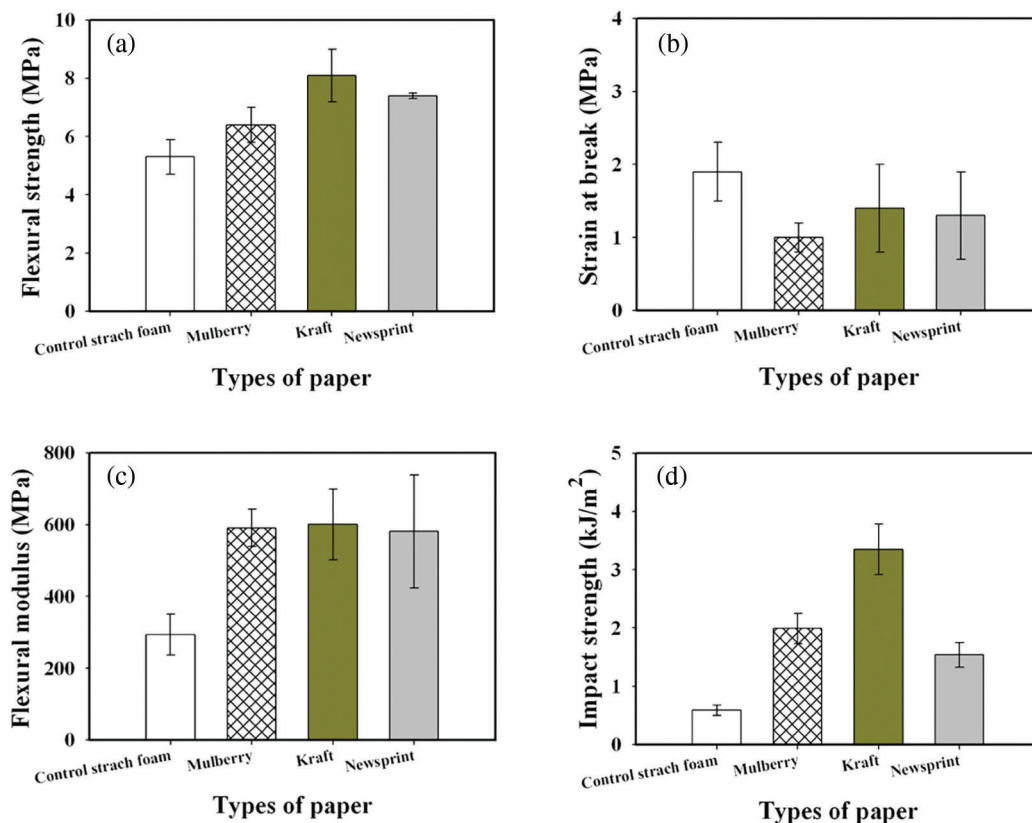 (a)
Flexural strength (MPa)
10
8
6
4
2
0
Control strach foam
Mulberry
Kraft
Newsprint
Types of paper
(b)
Strain at break (MPa)
4
3
2
1
0
Control strach foam
Mulberry
Kraft
Newsprint
Types of paper
(c)
Flexural modulus (MPa)
800
600
400
200
0
Control strach foam
Mulberry
Kraft
Newsprint
Types of paper
(d)
Impact strength (kJ/m²)
5
4
3
2
1
0
Control strach foam
Mulberry
Kraft
Newsprint
Types of paper